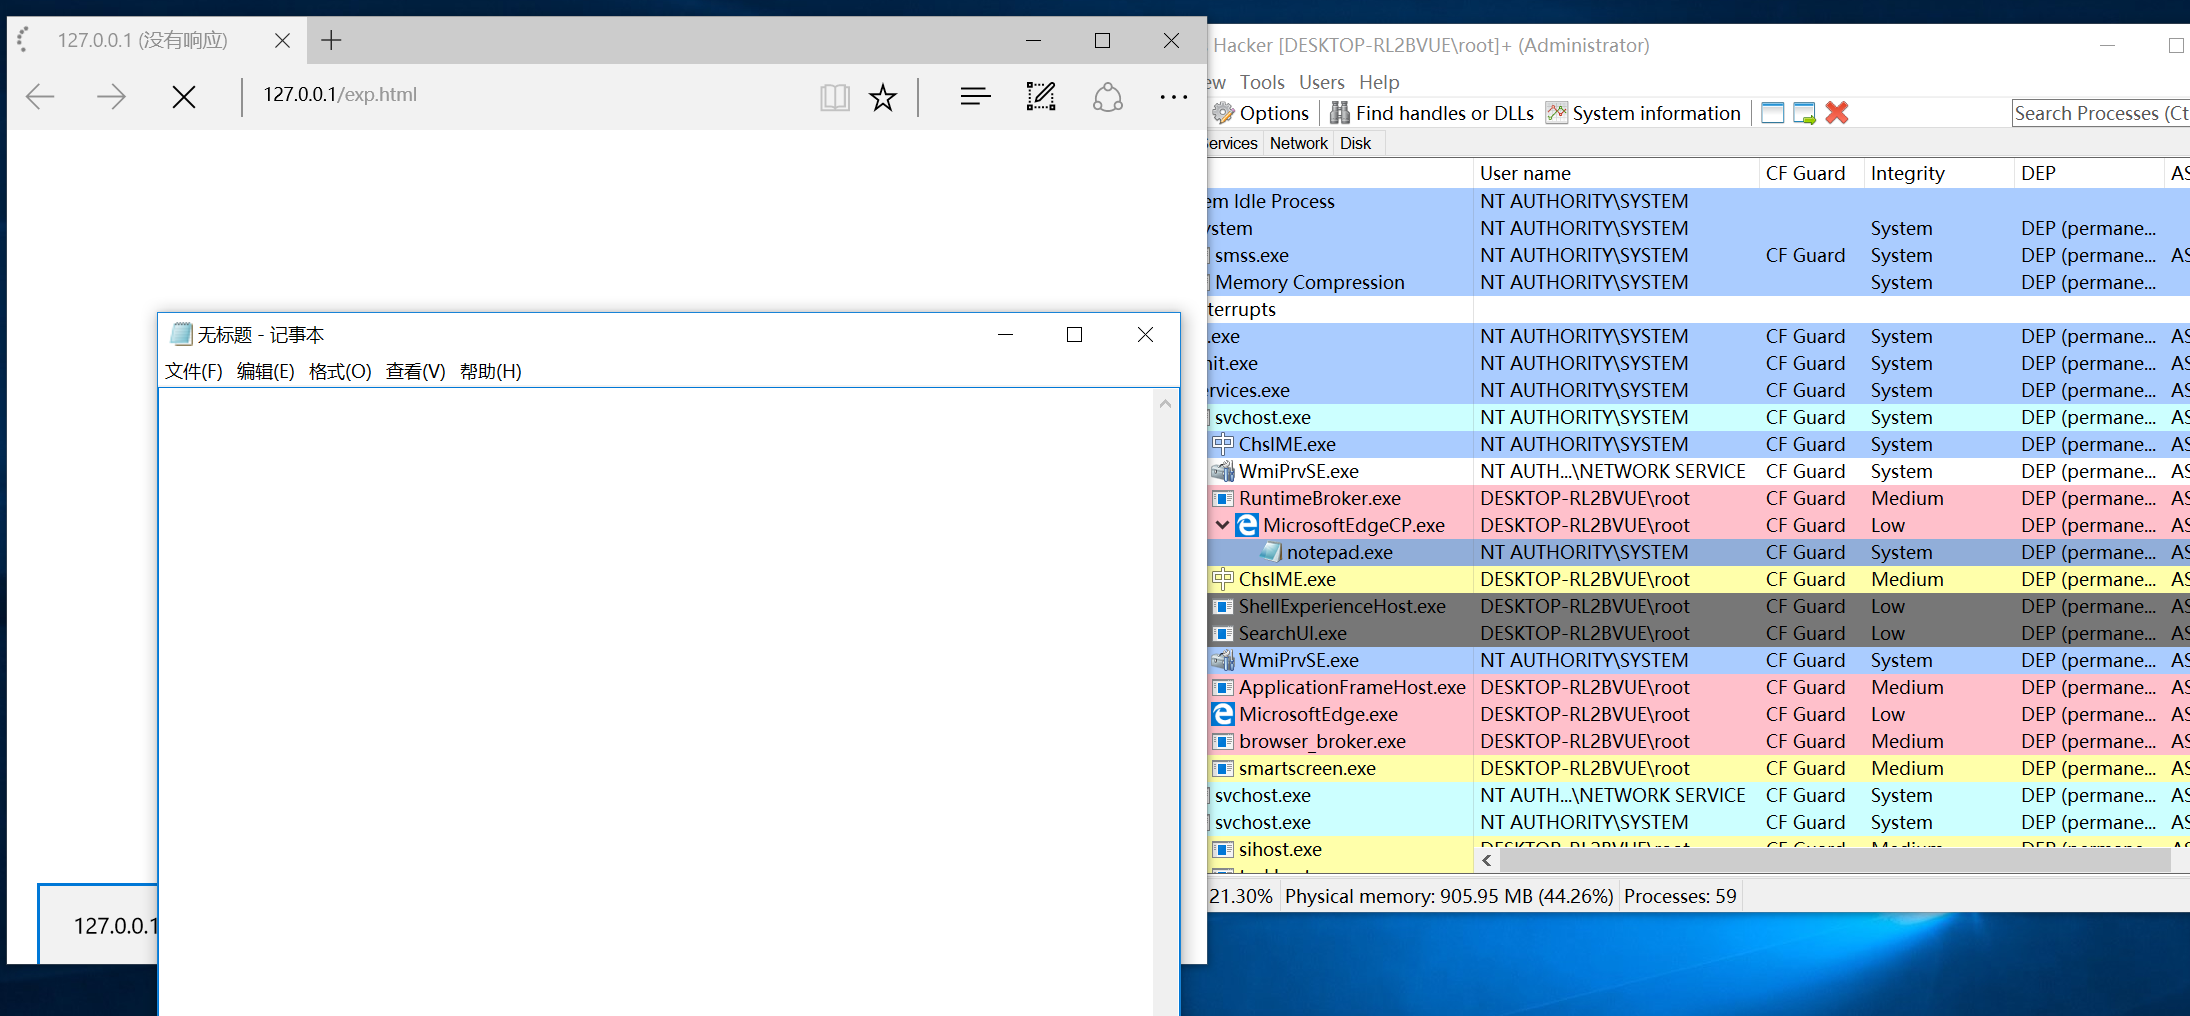 127.0.0.1 (没有响应)
127.0.0.1/exp.html
无标题 - 记事本
文件(F) 编辑(E) 格式(O) 查看(V) 帮助(H)
127.0.0.1
Hacker [DESKTOP-RL2BVUE\root]+ (Administrator)
ew Tools Users Help
Options Find handles or DLLs System information Search Processes (Ct
ervices Network Disk
User name CF Guard Integrity DEP AS
em Idle Process NT AUTHORITY\SYSTEM
ystem NT AUTHORITY\SYSTEM System DEP (permane...
smss.exe NT AUTHORITY\SYSTEM CF Guard System DEP (permane... AS
Memory Compression NT AUTHORITY\SYSTEM System DEP (permane...
terrupts
.exe NT AUTHORITY\SYSTEM CF Guard System DEP (permane... AS
nit.exe NT AUTHORITY\SYSTEM CF Guard System DEP (permane... AS
rvices.exe NT AUTHORITY\SYSTEM CF Guard System DEP (permane... AS
svchost.exe NT AUTHORITY\SYSTEM CF Guard System DEP (permane... AS
ChsIME.exe NT AUTHORITY\SYSTEM CF Guard System DEP (permane... AS
WmiPrvSE.exe NT AUTH...\NETWORK SERVICE CF Guard System DEP (permane... AS
RuntimeBroker.exe DESKTOP-RL2BVUE\root CF Guard Medium DEP (permane... AS
MicrosoftEdgeCP.exe DESKTOP-RL2BVUE\root CF Guard Low DEP (permane... AS
notepad.exe NT AUTHORITY\SYSTEM CF Guard System DEP (permane... AS
ChsIME.exe DESKTOP-RL2BVUE\root CF Guard Medium DEP (permane... AS
ShellExperienceHost.exe DESKTOP-RL2BVUE\root CF Guard Low DEP (permane... AS
SearchUI.exe DESKTOP-RL2BVUE\root CF Guard Low DEP (permane... AS
WmiPrvSE.exe NT AUTHORITY\SYSTEM CF Guard System DEP (permane... AS
ApplicationFrameHost.exe DESKTOP-RL2BVUE\root CF Guard Medium DEP (permane... AS
MicrosoftEdge.exe DESKTOP-RL2BVUE\root CF Guard Low DEP (permane... AS
browser_broker.exe DESKTOP-RL2BVUE\root CF Guard Medium DEP (permane... AS
smartscreen.exe DESKTOP-RL2BVUE\root CF Guard Medium DEP (permane... AS
svchost.exe NT AUTH...\NETWORK SERVICE CF Guard System DEP (permane... AS
svchost.exe NT AUTHORITY\SYSTEM CF Guard System DEP (permane... AS
sihost.exe DESKTOP-RL2BVUE\root CF Guard Medium DEP (permane... AS
21.30% Physical memory: 905.95 MB (44.26%) Processes: 59